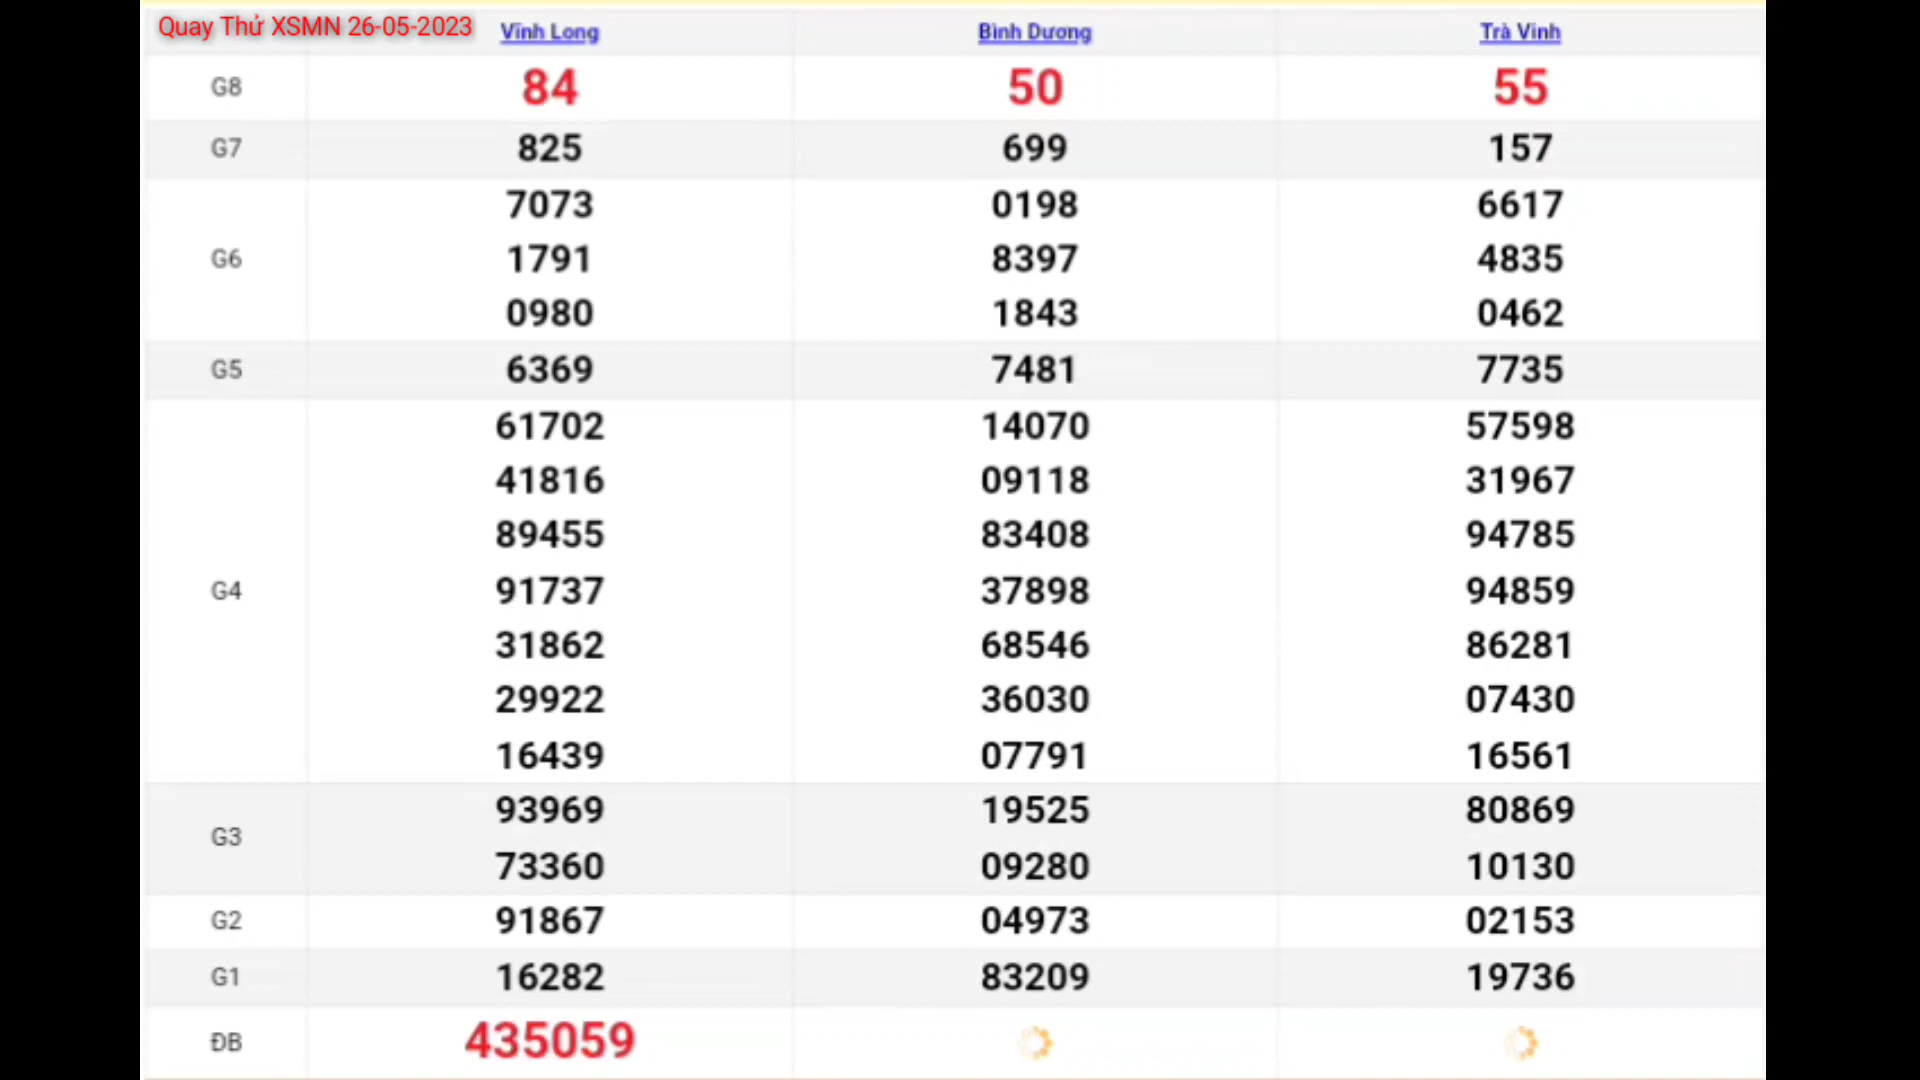 Quay Thử XSMN 26-05-2023 Vĩnh Long Bình Dương Trà Vinh
G8 84 50 55
G7 825 699 157
7073 0198 6617
G6 1791 8397 4835
0980 1843 0462
G5 6369 7481 7735
61702 14070 57598
41816 09118 31967
89455 83408 94785
G4 91737 37898 94859
31862 68546 86281
29922 36030 07430
16439 07791 16561
G3
93969 19525 80869
73360 09280 10130
G2 91867 04973 02153
G1 16282 83209 19736
ĐB 435059